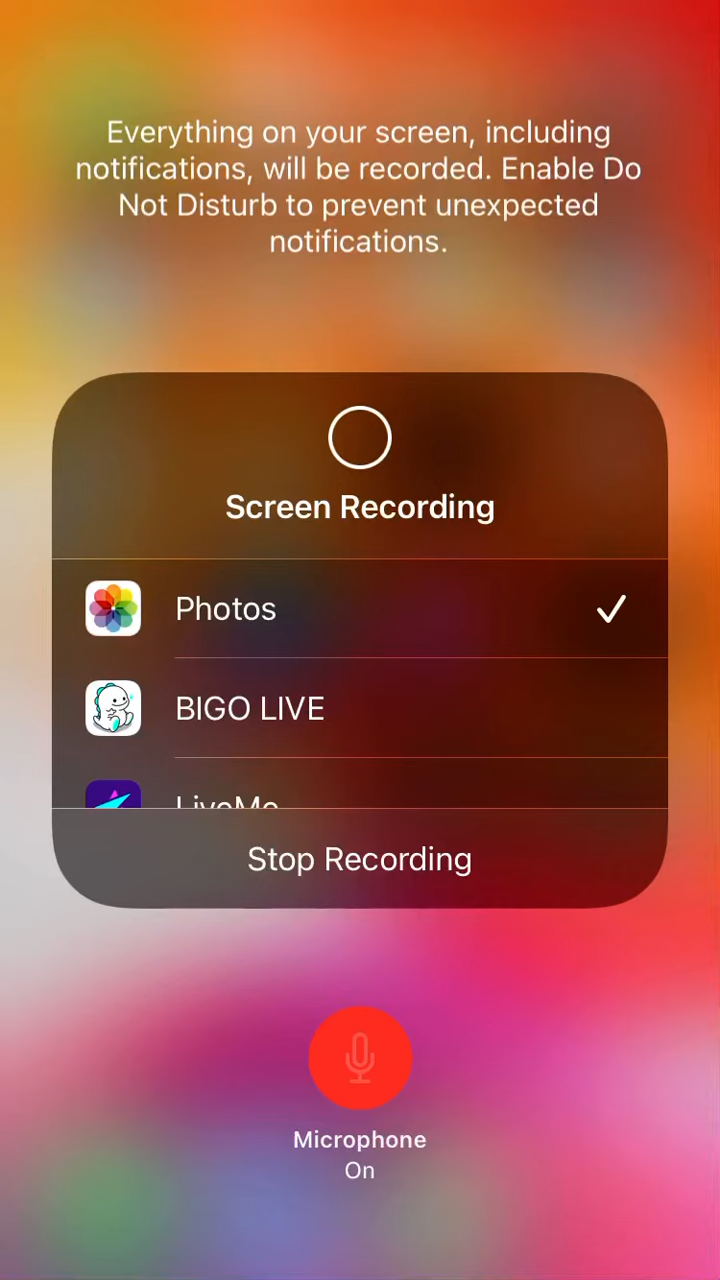 Everything on your screen, including
notifications, will be recorded. Enable Do
Not Disturb to prevent unexpected
notifications.
Screen Recording
Photos
BIGO LIVE
LiveMe
Stop Recording
Microphone
On